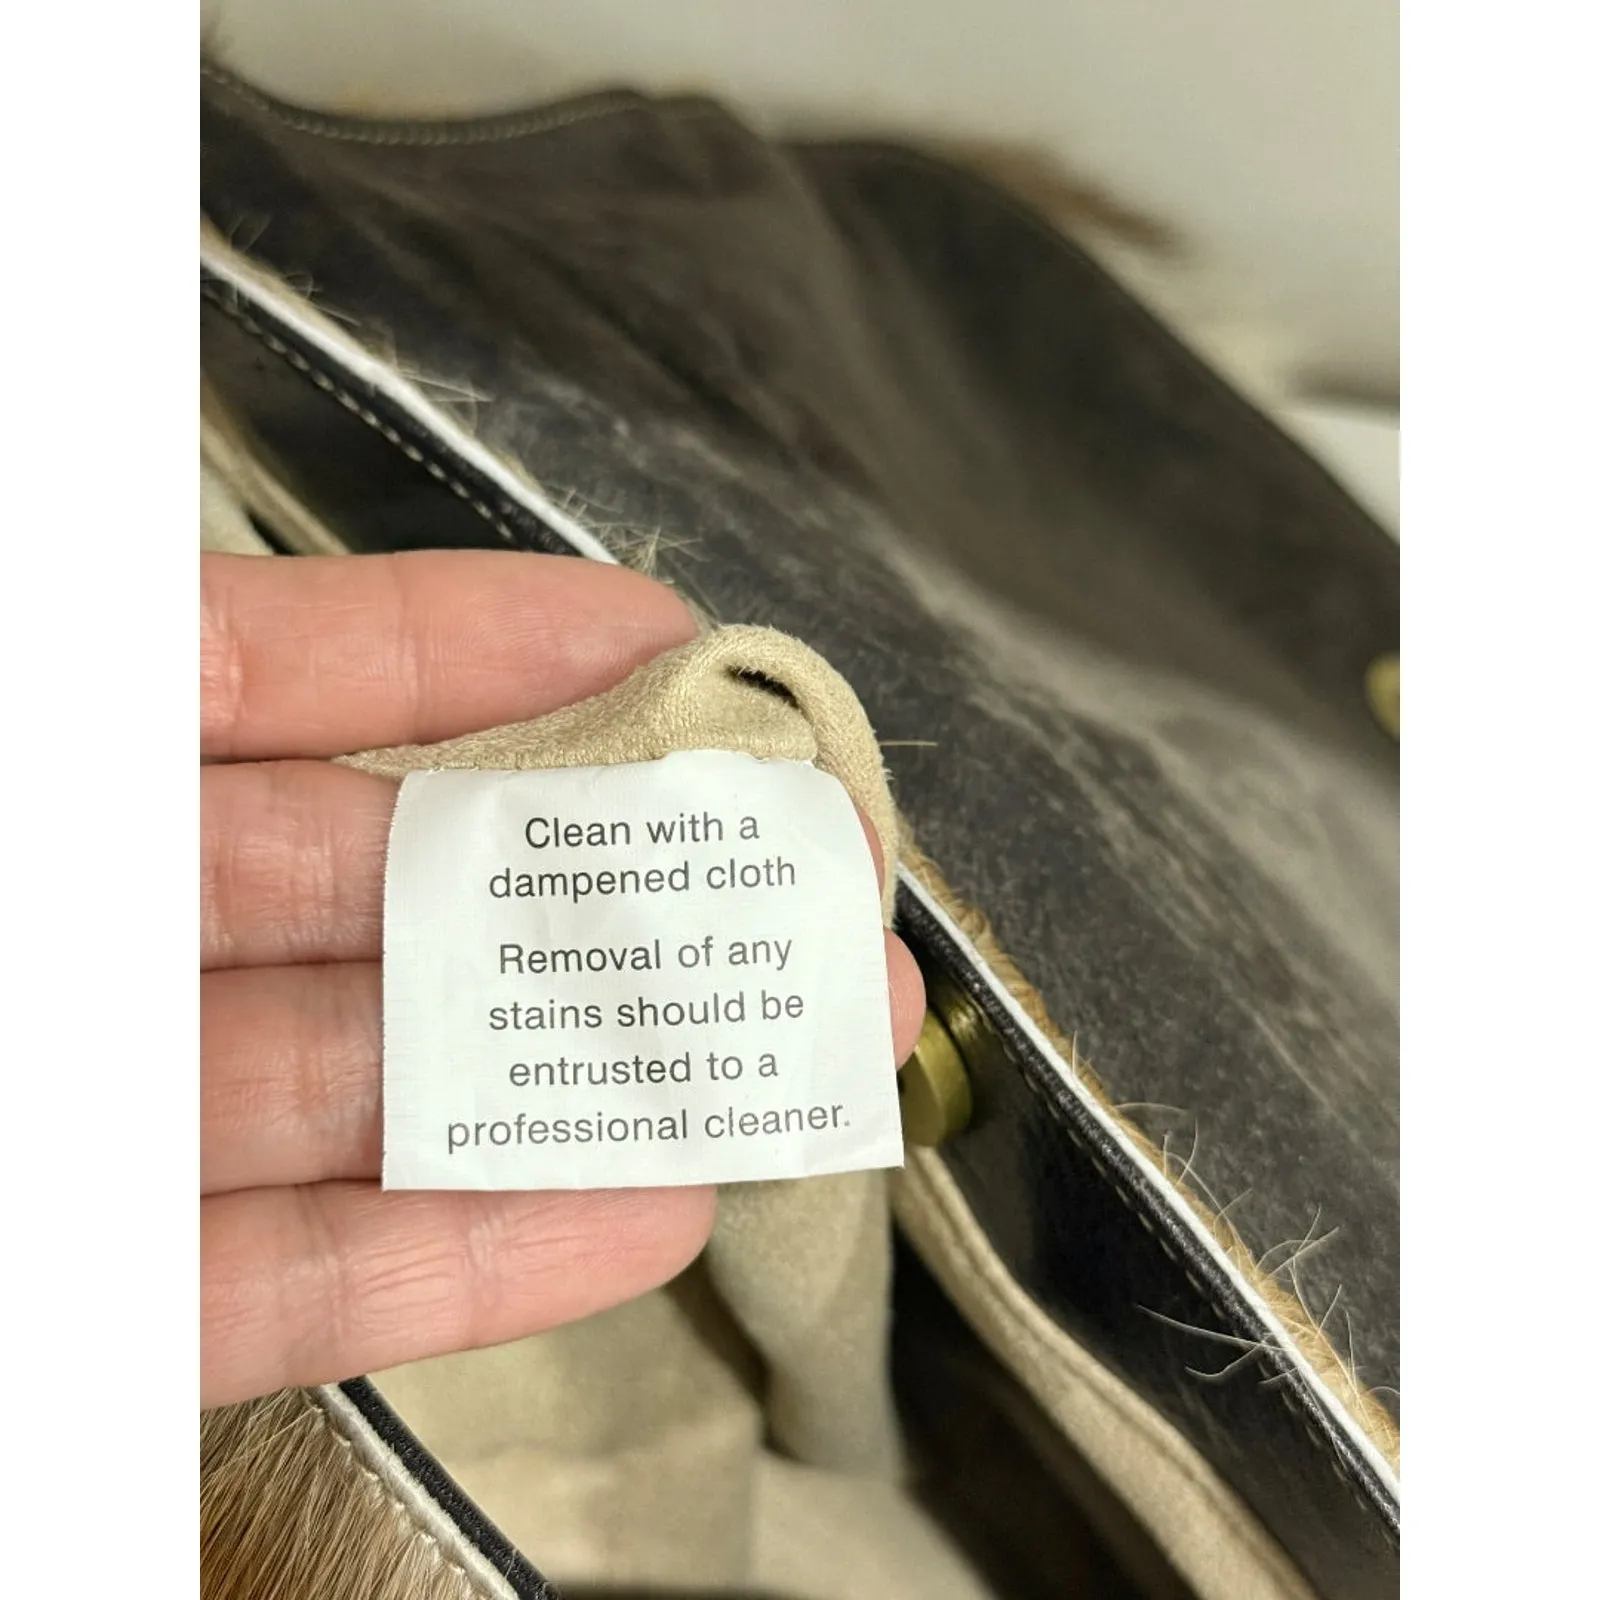 Clean with a
dampened cloth
Removal of any
stains should be
entrusted to a
professional cleaner.